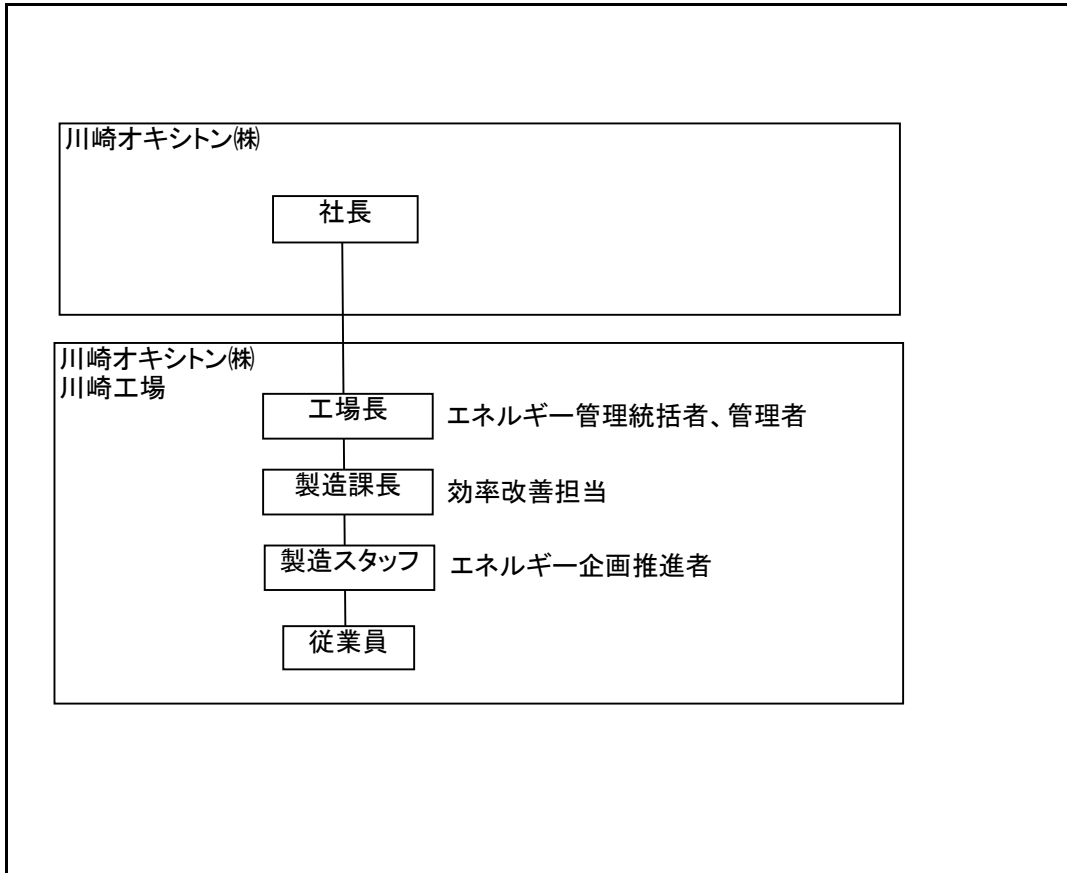 川崎オキシトン㈱
社長
川崎オキシトン㈱
川崎工場
工場長 エネルギー管理統括者、管理者
製造課長 効率改善担当
製造スタッフ エネルギー企画推進者
従業員